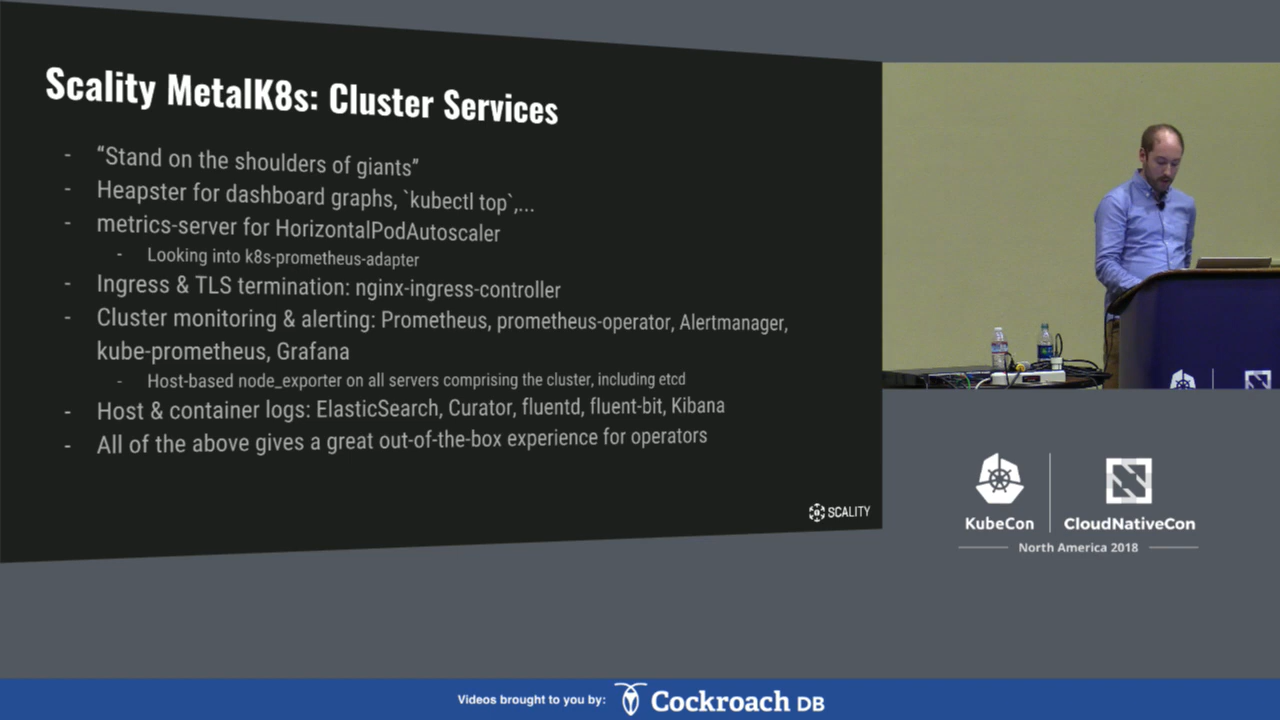 Scality MetalK8s: Cluster Services
- “Stand on the shoulders of giants”
- Heapster for dashboard graphs, `kubectl top`,...
- metrics-server for HorizontalPodAutoscaler
- Looking into k8s-prometheus-adapter
- Ingress & TLS termination: nginx-ingress-controller
- Cluster monitoring & alerting: Prometheus, prometheus-operator, Alertmanager,
kube-prometheus, Grafana
- Host-based node_exporter on all servers comprising the cluster, including etcd
- Host & container logs: ElasticSearch, Curator, fluentd, fluent-bit, Kibana
- All of the above gives a great out-of-the-box experience for operators
SCALITY
KubeCon
CloudNativeCon
North America 2018
Videos brought to you by:
Cockroach DB